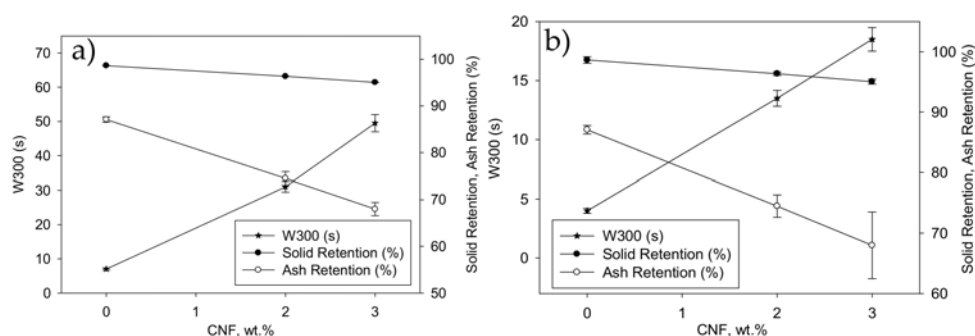 a)
W300 (s)
70
60
50
40
30
20
10
0
100
90
80
70
60
50
Solid Retention, Ash Retention (%)
W300 (s)
Solid Retention (%)
Ash Retention (%)
0 1 2 3
CNF, wt.%
b)
W300 (s)
20
15
10
5
0
100
90
80
70
60
Solid Retention, Ash Retention (%)
W300 (s)
Solid Retention (%)
Ash Retention (%)
0 1 2 3
CNF, wt.%